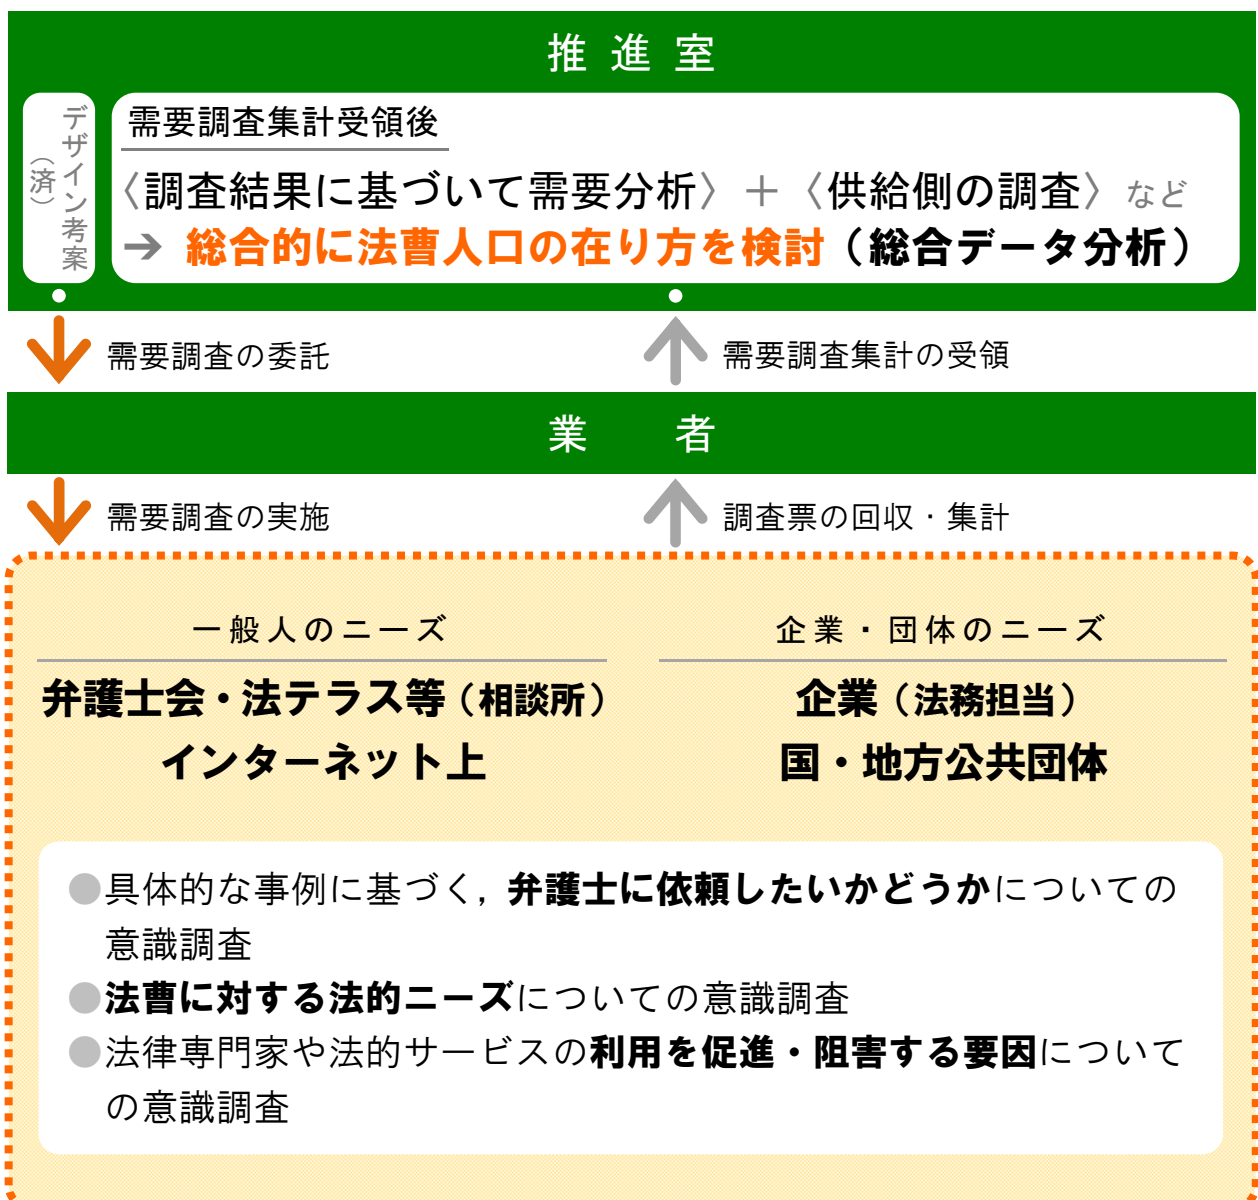 推進室
デザイン考案
（済）
需要調査集計受領後
〈調査結果に基づいて需要分析〉＋〈供給側の調査〉など
➔ 総合的に法曹人口の在り方を検討（総合データ分析）
需要調査の委託
需要調査集計の受領
業者
需要調査の実施
調査票の回収・集計
一般人のニーズ
弁護士会・法テラス等（相談所）
インターネット上
企業・団体のニーズ
企業（法務担当）
国・地方公共団体
●具体的な事例に基づく，弁護士に依頼したいかどうかについての
意識調査
●法曹に対する法的ニーズについての意識調査
●法律専門家や法的サービスの利用を促進・阻害する要因について
の意識調査